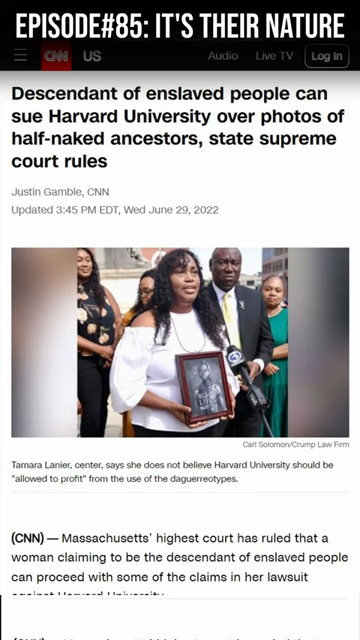 EPISODE#85: IT'S THEIR NATURE
CNN US Audio Live TV Log In
Descendant of enslaved people can
sue Harvard University over photos of
half-naked ancestors, state supreme
court rules
Justin Gamble, CNN
Updated 3:45 PM EDT, Wed June 29, 2022
Carl Solomon/Crump Law Firm
Tamara Lanier, center, says she does not believe Harvard University should be
"allowed to profit" from the use of the daguerreotypes.
(CNN) — Massachusetts' highest court has ruled that a
woman claiming to be the descendant of enslaved people
can proceed with some of the claims in her lawsuit
against Harvard University